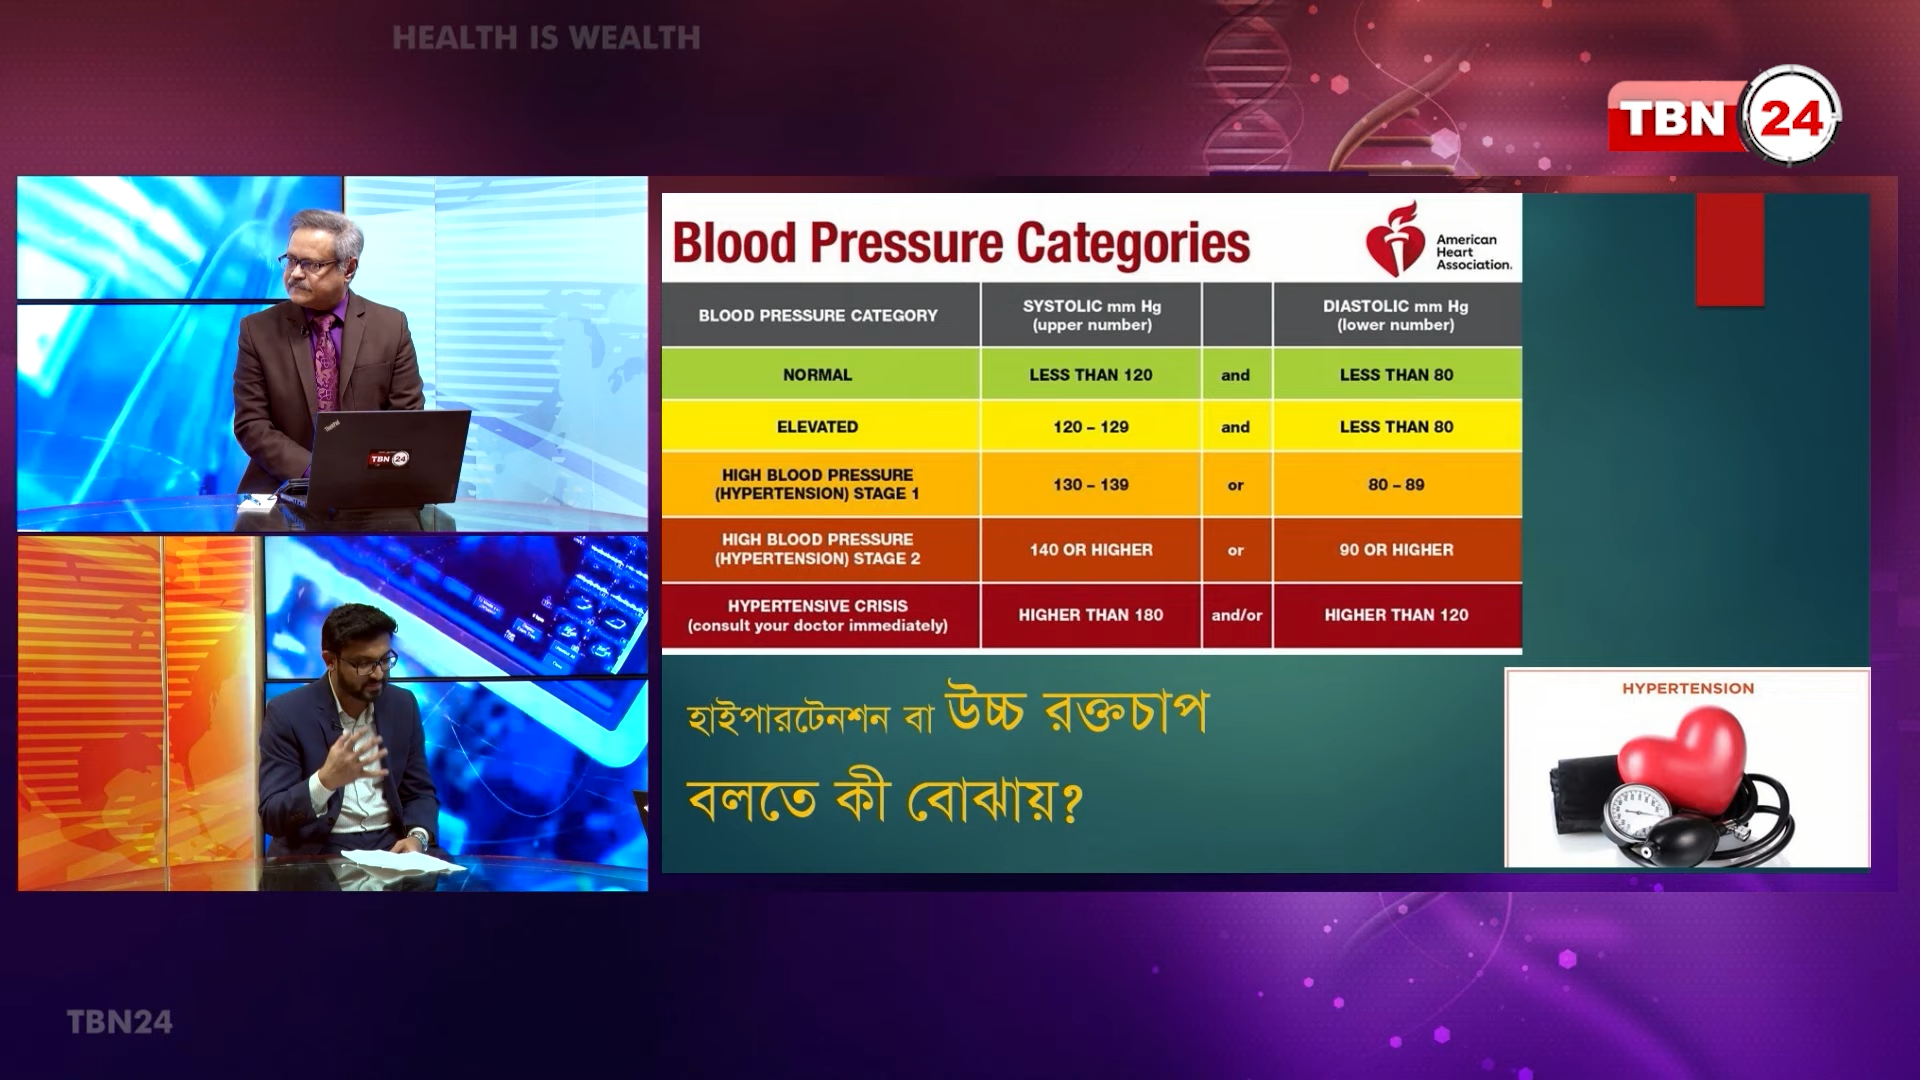 HEALTH IS WEALTH
TBN 24
Blood Pressure Categories
American
Heart
Association.
BLOOD PRESSURE CATEGORY
SYSTOLIC mm Hg
(upper number)
DIASTOLIC mm Hg
(lower number)
NORMAL
LESS THAN 120
and
LESS THAN 80
ELEVATED
120 – 129
and
LESS THAN 80
HIGH BLOOD PRESSURE
(HYPERTENSION) STAGE 1
130 – 139
or
80 – 89
HIGH BLOOD PRESSURE
(HYPERTENSION) STAGE 2
140 OR HIGHER
or
90 OR HIGHER
HYPERTENSIVE CRISIS
(consult your doctor immediately)
HIGHER THAN 180
and/or
HIGHER THAN 120
হাইপারটেনশন বা উচ্চ রক্তচাপ
বলতে কী বোঝায়?
HYPERTENSION
ThinkPad
TBN 24
TBN24